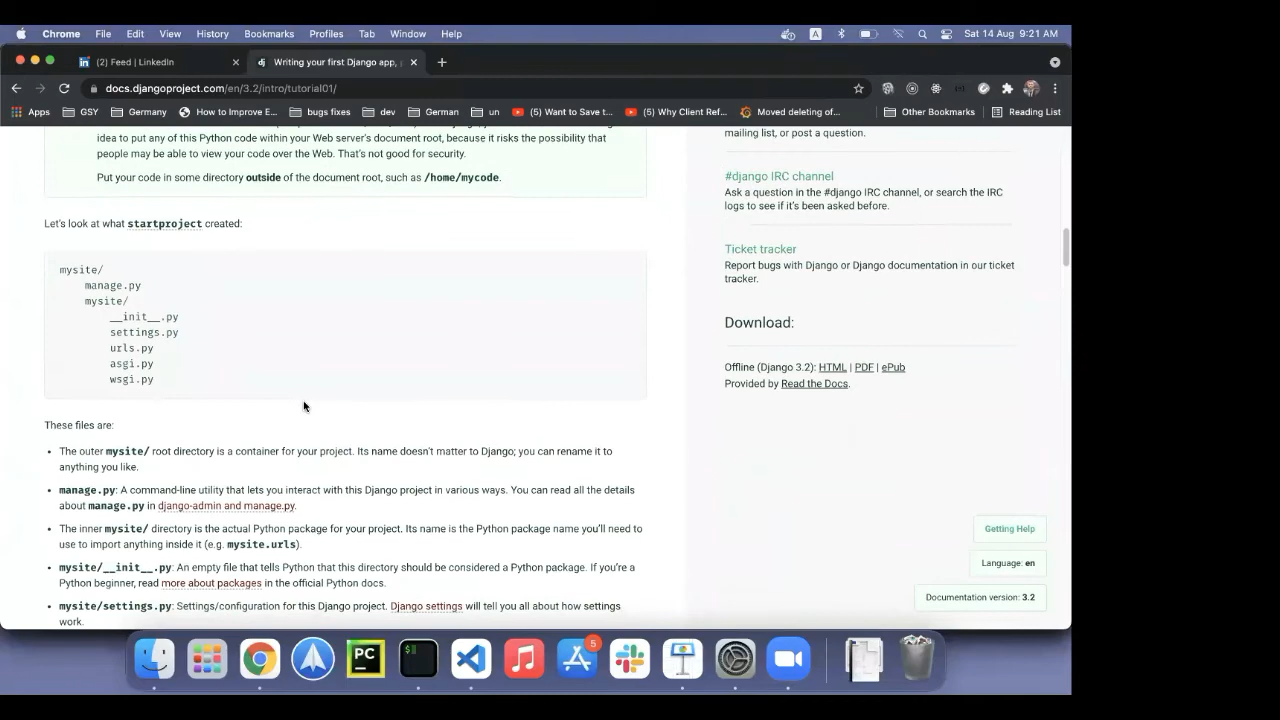 Chrome File Edit View History Bookmarks Profiles Tab Window Help
A
Sat 14 Aug 9:21 AM
in (2) Feed | LinkedIn
dj Writing your first Django app,
docs.djangoproject.com/en/3.2/intro/tutorial01/
Apps GSY Germany How to Improve E... bugs fixes dev German un (5) Want to Save t... (5) Why Client Ref... Moved deleting of... Other Bookmarks Reading List
idea to put any of this Python code within your Web server's document root, because it risks the possibility that
people may be able to view your code over the Web. That's not good for security.
Put your code in some directory outside of the document root, such as /home/mycode.
Let's look at what startproject created:
mysite/
manage.py
mysite/
__init__.py
settings.py
urls.py
asgi.py
wsgi.py
These files are:
• The outer mysite/ root directory is a container for your project. Its name doesn't matter to Django; you can rename it to
anything you like.
• manage.py: A command-line utility that lets you interact with this Django project in various ways. You can read all the details
about manage.py in django-admin and manage.py.
• The inner mysite/ directory is the actual Python package for your project. Its name is the Python package name you'll need to
use to import anything inside it (e.g. mysite.urls).
• mysite/__init__.py: An empty file that tells Python that this directory should be considered a Python package. If you're a
Python beginner, read more about packages in the official Python docs.
• mysite/settings.py: Settings/configuration for this Django project. Django settings will tell you all about how settings
work.
mailing list, or post a question.
#django IRC channel
Ask a question in the #django IRC channel, or search the IRC
logs to see if it's been asked before.
Ticket tracker
Report bugs with Django or Django documentation in our ticket
tracker.
Download:
Offline (Django 3.2): HTML | PDF | ePub
Provided by Read the Docs.
Getting Help
Language: en
Documentation version: 3.2
PC
$
5